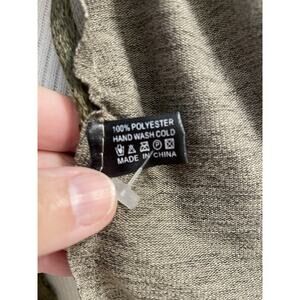 100% POLYESTER
HAND WASH COLD
MADE IN CHINA